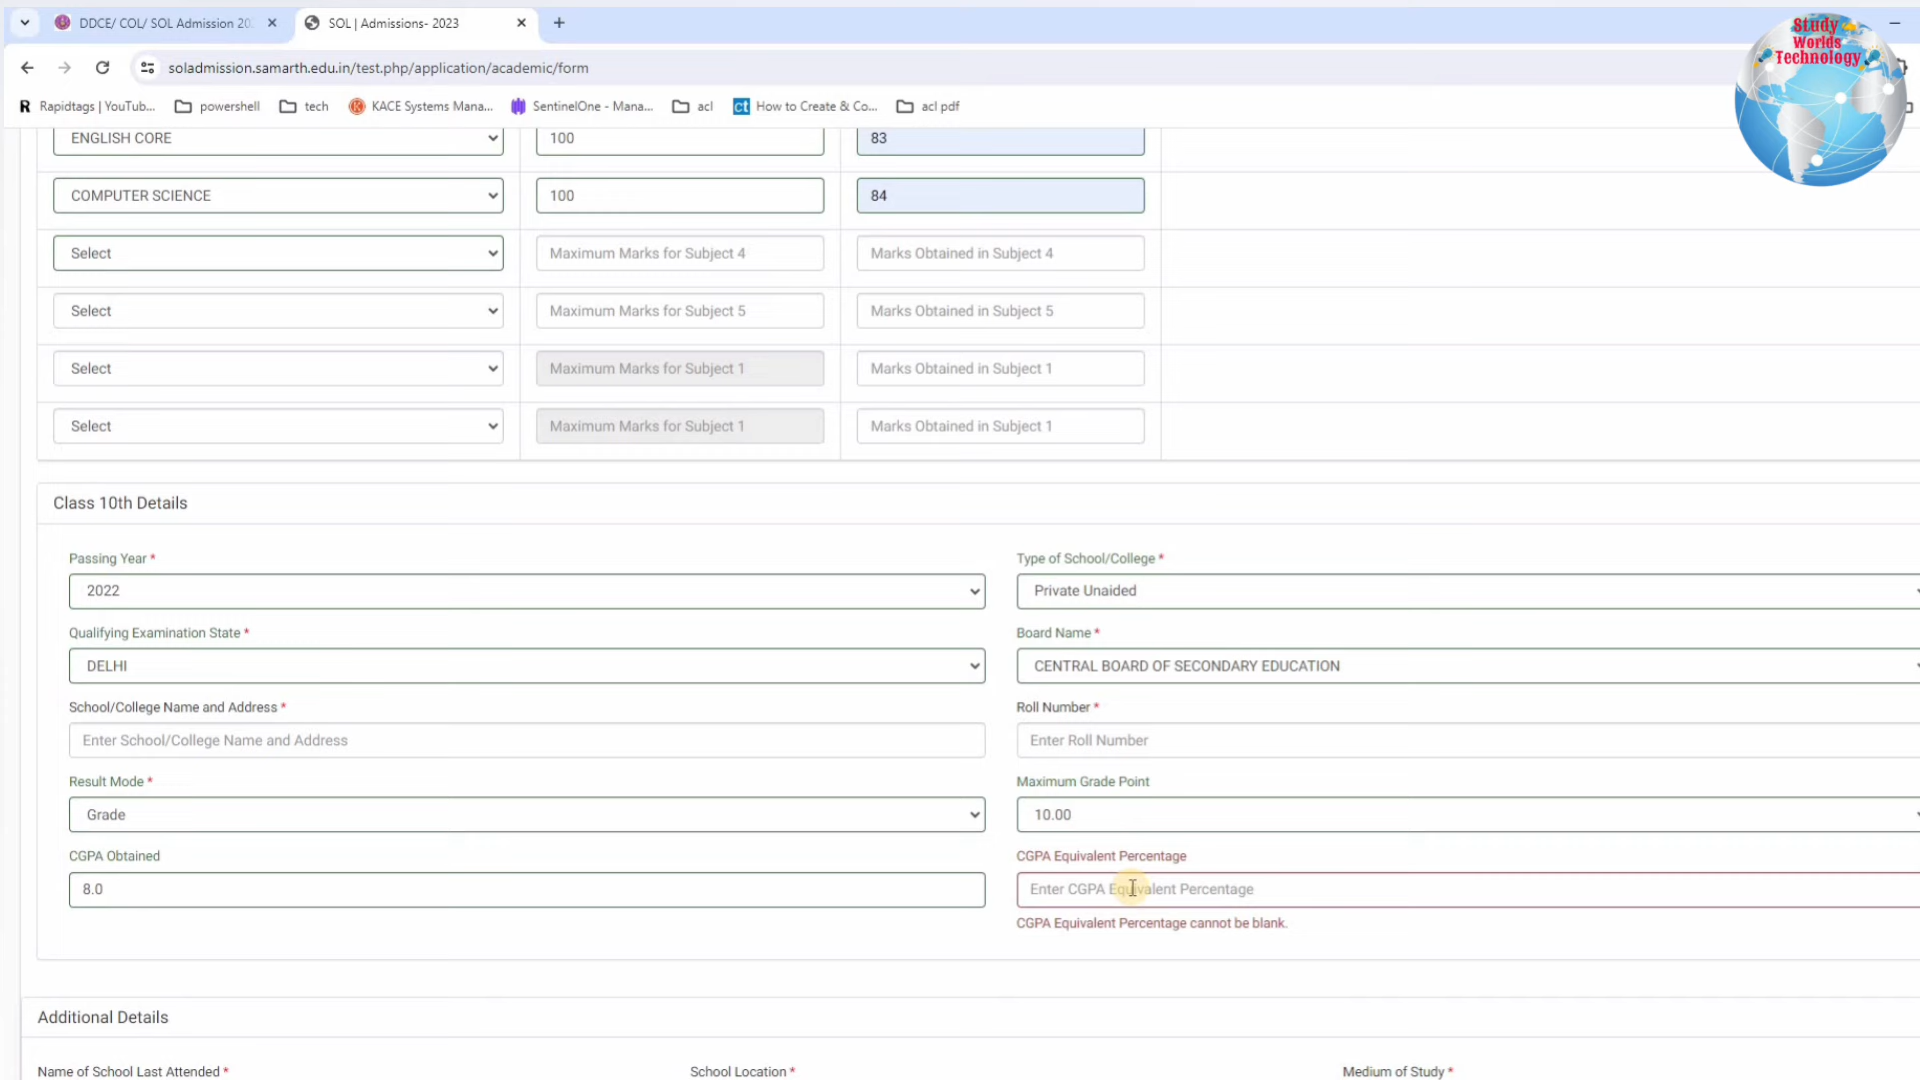 DDCE/ COL/ SOL Admission 20
SOL | Admissions- 2023
soladmission.samarth.edu.in/test.php/application/academic/form
Rapidtags | YouTub...
powershell
tech
KACE Systems Mana...
SentinelOne - Mana...
acl
How to Create & Co...
acl pdf
Study
Worlds
Technology
ENGLISH CORE
100
83
COMPUTER SCIENCE
100
84
Select
Maximum Marks for Subject 4
Marks Obtained in Subject 4
Select
Maximum Marks for Subject 5
Marks Obtained in Subject 5
Select
Maximum Marks for Subject 1
Marks Obtained in Subject 1
Select
Maximum Marks for Subject 1
Marks Obtained in Subject 1
Class 10th Details
Passing Year *
Type of School/College *
2022
Private Unaided
Qualifying Examination State *
Board Name *
DELHI
CENTRAL BOARD OF SECONDARY EDUCATION
School/College Name and Address *
Roll Number *
Enter School/College Name and Address
Enter Roll Number
Result Mode *
Maximum Grade Point
Grade
10.00
CGPA Obtained
CGPA Equivalent Percentage
8.0
Enter CGPA Equivalent Percentage
CGPA Equivalent Percentage cannot be blank.
Additional Details
Name of School Last Attended *
School Location *
Medium of Study *